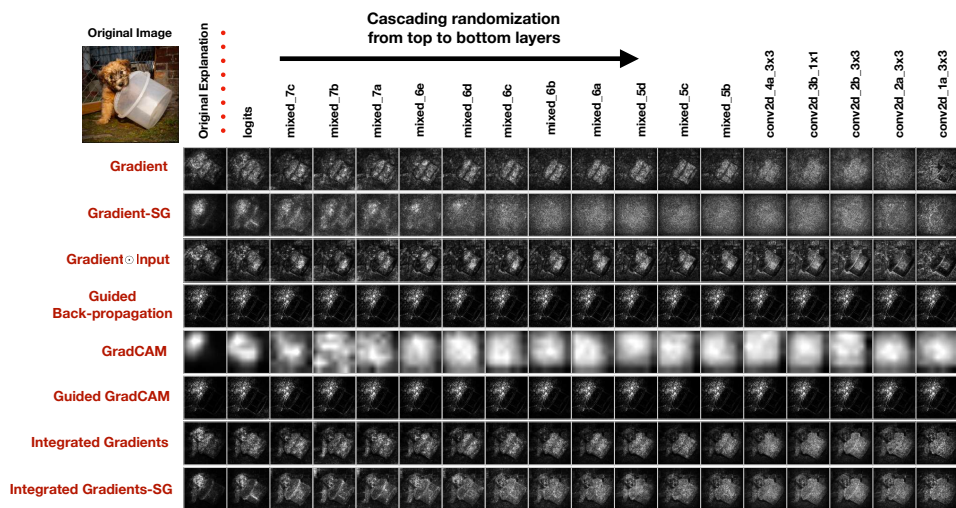 Cascading randomization
from top to bottom layers
Original Image
Original Explanation
logits
mixed_7c
mixed_7b
mixed_7a
mixed_6e
mixed_6d
mixed_6c
mixed_6b
mixed_6a
mixed_5d
mixed_5c
mixed_5b
conv2d_4a_3x3
conv2d_3b_1x1
conv2d_2b_3x3
conv2d_2a_3x3
conv2d_1a_3x3
Gradient
Gradient-SG
Gradient⊙Input
Guided
Back-propagation
GradCAM
Guided GradCAM
Integrated Gradients
Integrated Gradients-SG